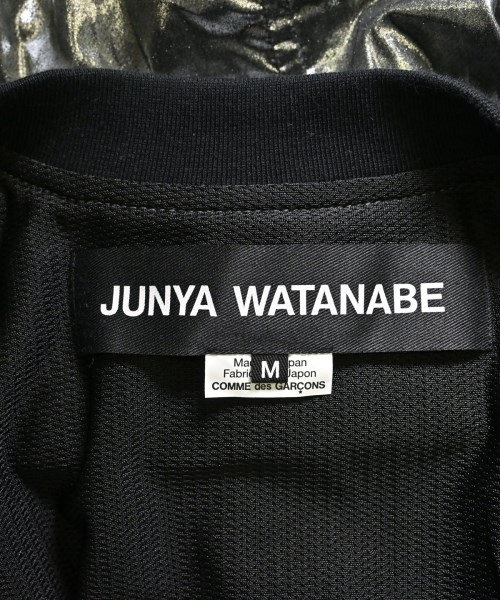 JUNYA WATANABE
M
Japon
COMME des GARÇONS